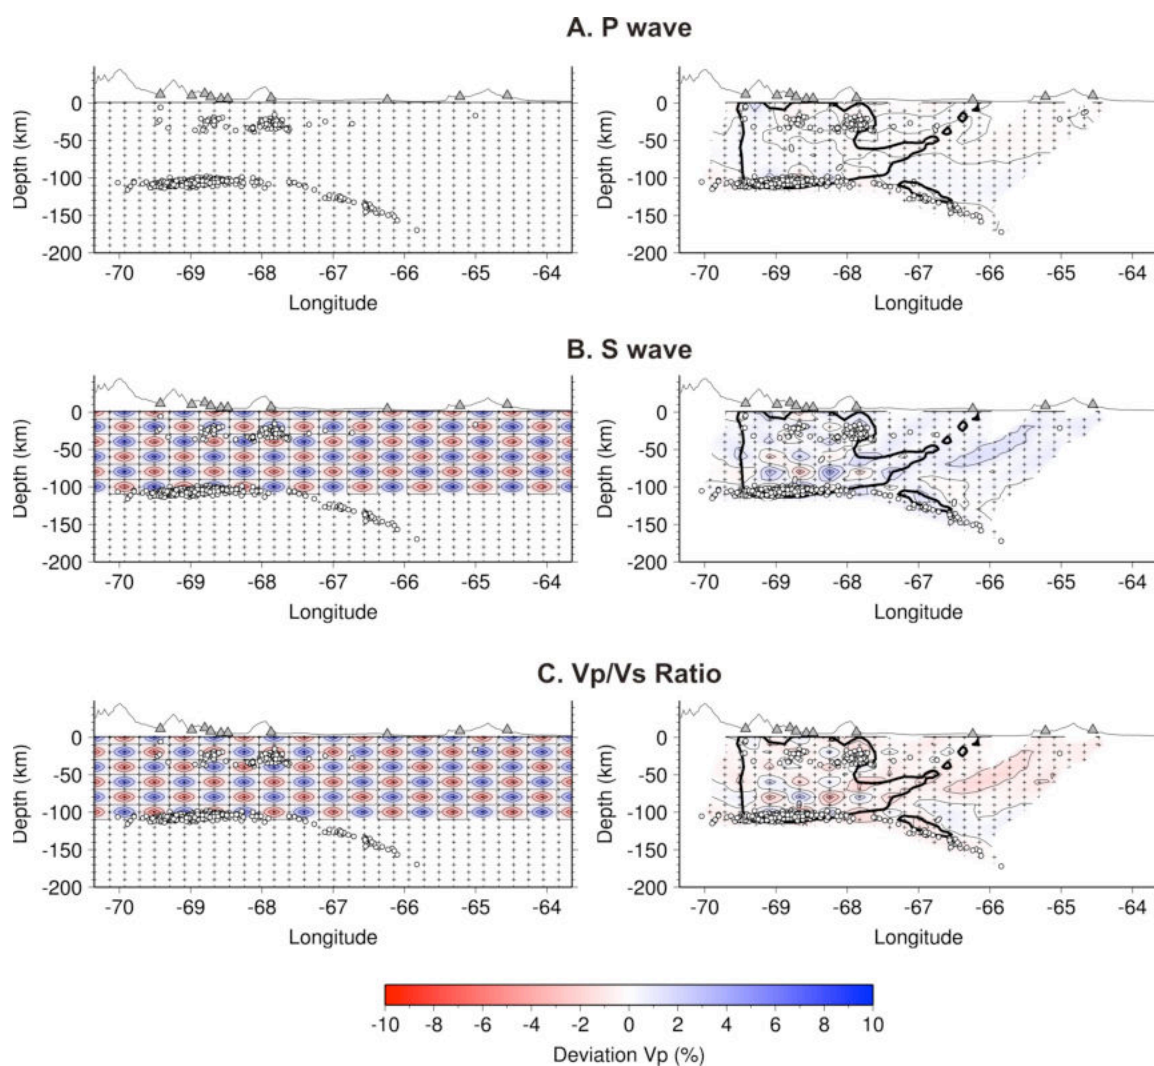 A. P wave
0
-50
-100
-150
-200
Depth (km)
-70 -69 -68 -67 -66 -65 -64
Longitude
0
-50
-100
-150
-200
Depth (km)
-70 -69 -68 -67 -66 -65 -64
Longitude
B. S wave
0
-50
-100
-150
-200
Depth (km)
-70 -69 -68 -67 -66 -65 -64
Longitude
0
-50
-100
-150
-200
Depth (km)
-70 -69 -68 -67 -66 -65 -64
Longitude
C. Vp/Vs Ratio
0
-50
-100
-150
-200
Depth (km)
-70 -69 -68 -67 -66 -65 -64
Longitude
0
-50
-100
-150
-200
Depth (km)
-70 -69 -68 -67 -66 -65 -64
Longitude
-10 -8 -6 -4 -2 0 2 4 6 8 10
Deviation Vp (%)